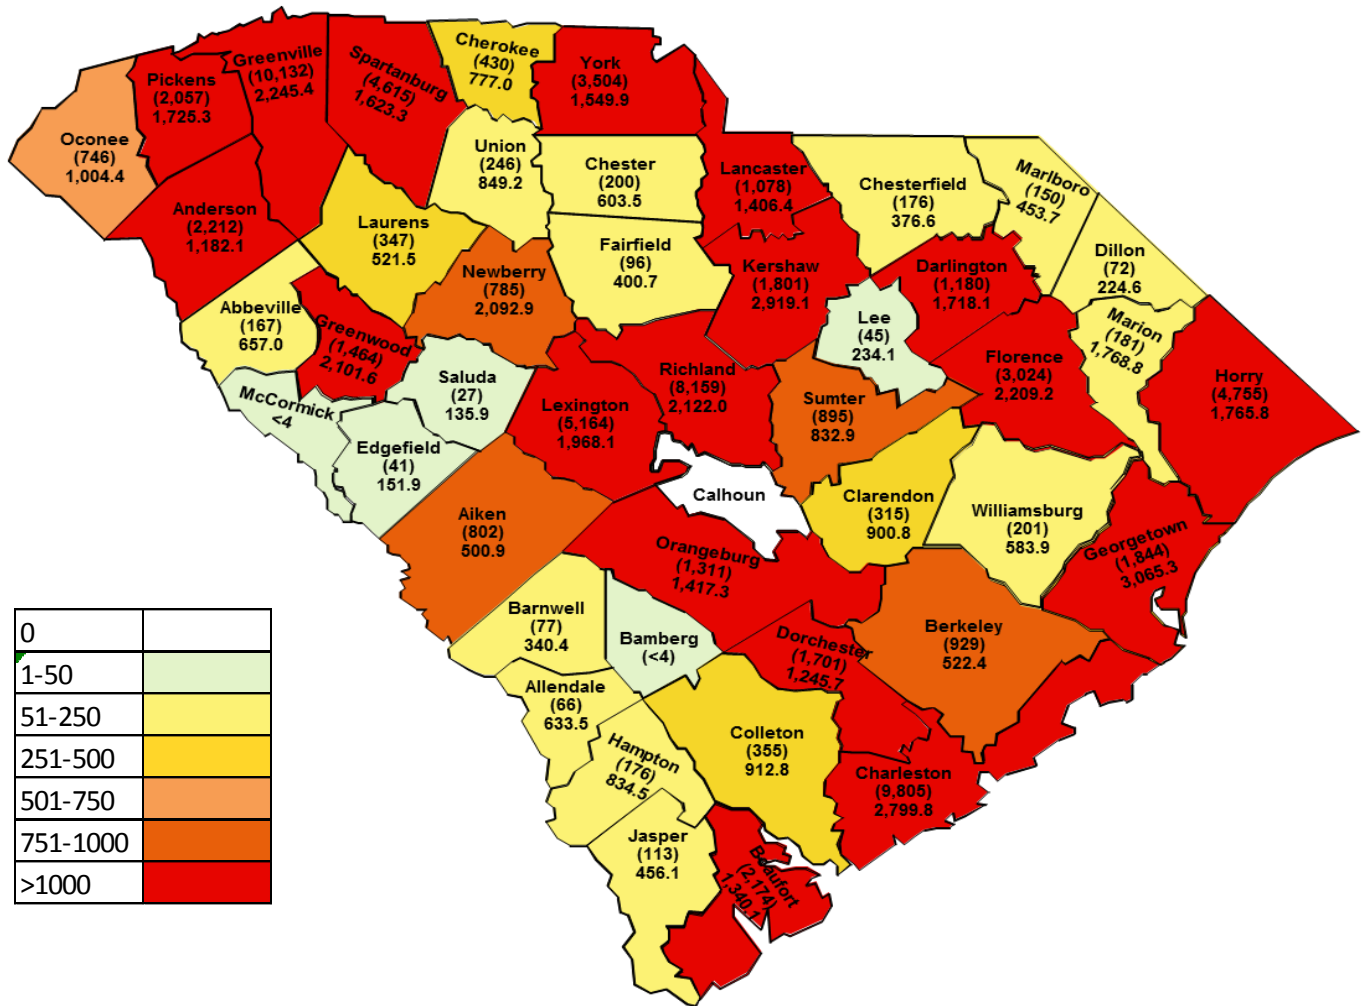 Cherokee
(430)
777.0
York
(3,504)
1,549.9
Greenville
(10,132)
2,245.4
Spartanburg
(4,615)
1,623.3
Pickens
(2,057)
1,725.3
Oconee
(746)
1,004.4
Union
(246)
849.2
Chester
(200)
603.5
Lancaster
(1,078)
1,406.4
Chesterfield
(176)
376.6
Marlboro
(150)
453.7
Anderson
(2,212)
1,182.1
Laurens
(347)
521.5
Fairfield
(96)
400.7
Kershaw
(1,801)
2,919.1
Darlington
(1,180)
1,718.1
Dillon
(72)
224.6
Newberry
(785)
2,092.9
Abbeville
(167)
657.0
Greenwood
(1,464)
2,101.6
Lee
(45)
234.1
Marion
(181)
1,768.8
Florence
(3,024)
2,209.2
Horry
(4,755)
1,765.8
McCormick
<4
Saluda
(27)
135.9
Richland
(8,159)
2,122.0
Sumter
(895)
832.9
Lexington
(5,164)
1,968.1
Edgefield
(41)
151.9
Calhoun
Clarendon
(315)
900.8
Williamsburg
(201)
583.9
Aiken
(802)
500.9
Orangeburg
(1,311)
1,417.3
Georgetown
(1,844)
3,065.3
Barnwell
(77)
340.4
Bamberg
(<4)
Dorchester
(1,701)
1,245.7
Berkeley
(929)
522.4
Allendale
(66)
633.5
Hampton
(176)
834.5
Colleton
(355)
912.8
Charleston
(9,805)
2,799.8
Jasper
(113)
456.1
Beaufort
(2,174)
1,340.1
0
1-50
51-250
251-500
501-750
751-1000
>1000